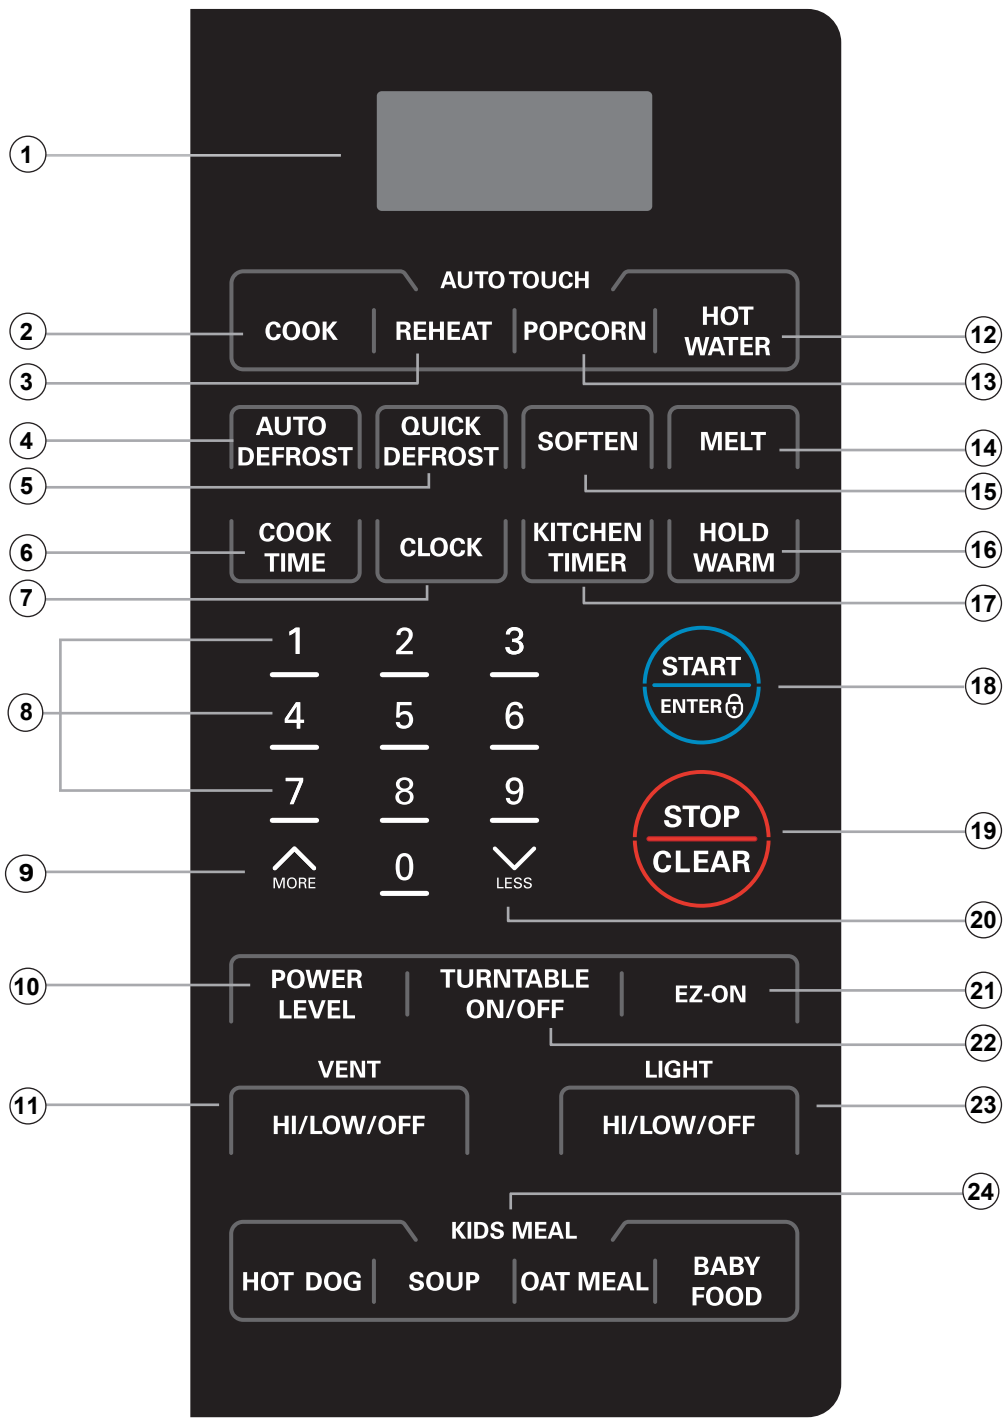 1
AUTO TOUCH
2
COOK
REHEAT
POPCORN
HOT
WATER
12
3
13
4
AUTO
DEFROST
QUICK
DEFROST
SOFTEN
MELT
14
5
15
6
COOK
TIME
CLOCK
KITCHEN
TIMER
HOLD
WARM
16
7
17
1 2 3
START
ENTER
18
8
4 5 6
7 8 9
STOP
CLEAR
19
9
MORE
0
LESS
20
10
POWER
LEVEL
TURNTABLE
ON/OFF
EZ-ON
21
22
VENT
LIGHT
11
HI/LOW/OFF
HI/LOW/OFF
23
24
KIDS MEAL
HOT DOG
SOUP
OAT MEAL
BABY
FOOD